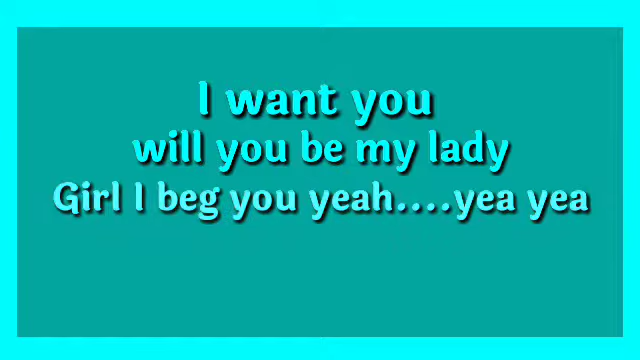 I want you
will you be my lady
Girl I beg you yeah....yea yea